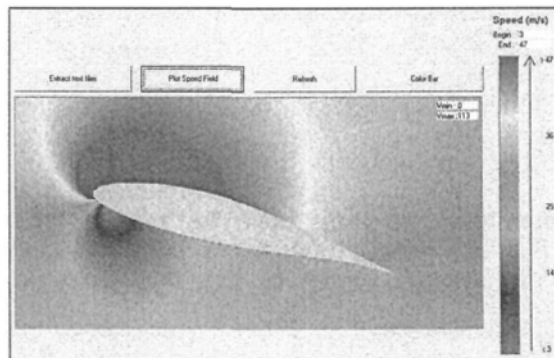 Speed (m/s)
Begin : 3
End : 47
Extract text files
Plot Speed Field
Refresh
Color Bar
Vmin : 0
Vmax : 113
>47
36
25
14
<3